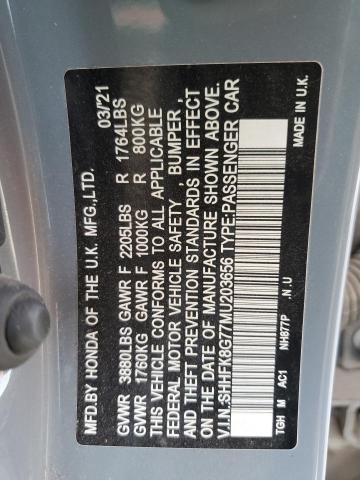 MFD.BY HONDA OF THE U.K. MFG.,LTD. 03/21
GVWR 3880LBS GAWR F 2205LBS R 1764LBS
GVWR 1760KG GAWR F 1000KG R 800KG
THIS VEHICLE CONFORMS TO ALL APPLICABLE
FEDERAL MOTOR VEHICLE SAFETY, BUMPER,
AND THEFT PREVENTION STANDARDS IN EFFECT
ON THE DATE OF MANUFACTURE SHOWN ABOVE.
V.I.N.:SHHFK8G77MU203656 TYPE:PASSENGER CAR
TGH M AC1 NH877P .N.U
MADE IN U.K.